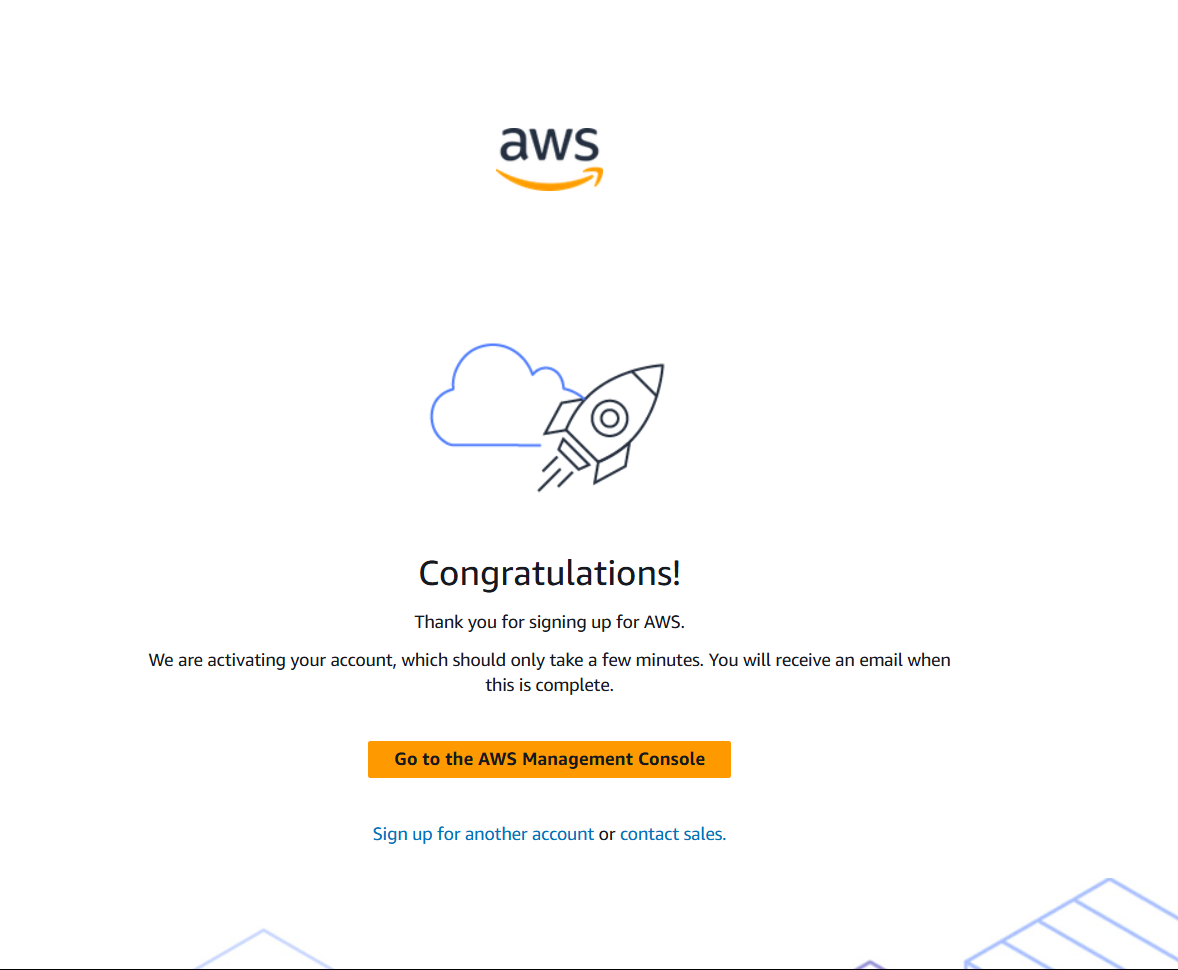 aws
Congratulations!
Thank you for signing up for AWS.
We are activating your account, which should only take a few minutes. You will receive an email when
this is complete.
Go to the AWS Management Console
Sign up for another account or contact sales.